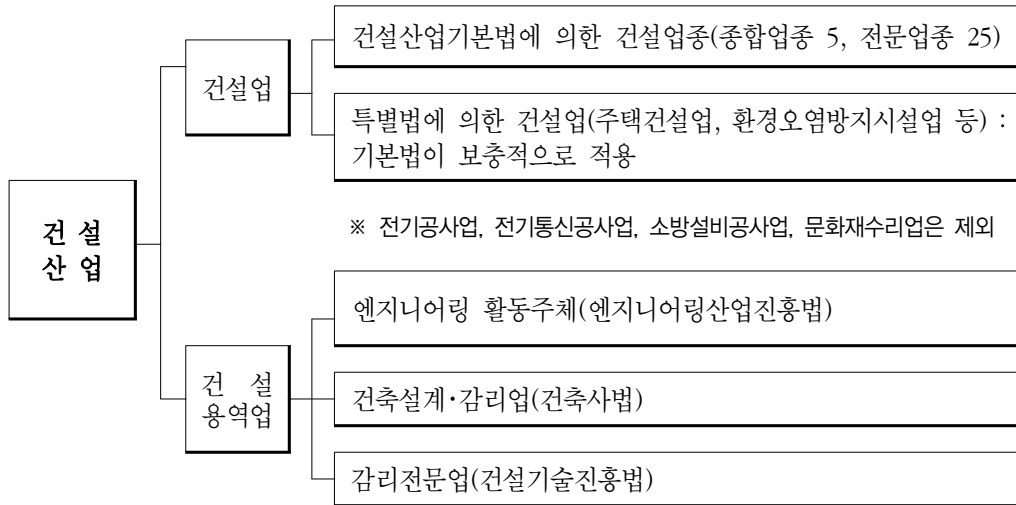 건설산업기본법에 의한 건설업종(종합업종 5, 전문업종 25)
건설업
특별법에 의한 건설업(주택건설업, 환경오염방지시설업 등) :
기본법이 보충적으로 적용
건 설
산 업
※ 전기공사업, 전기통신공사업, 소방설비공사업, 문화재수리업은 제외
엔지니어링 활동주체(엔지니어링산업진흥법)
건 설
용역업
건축설계·감리업(건축사법)
감리전문업(건설기술진흥법)